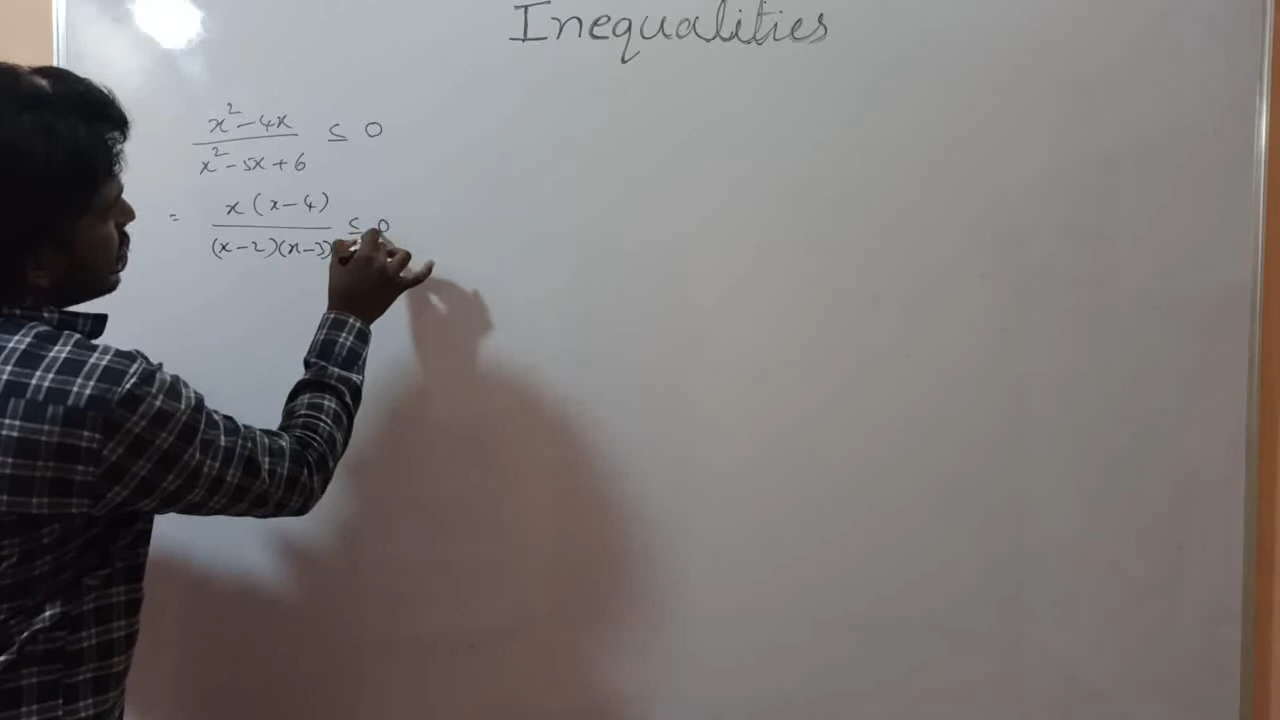 Inequalities
x² - 4x / x² - 5x + 6 ≤ 0
= x (x - 4) / (x - 2)(x - 3) ≤ 0